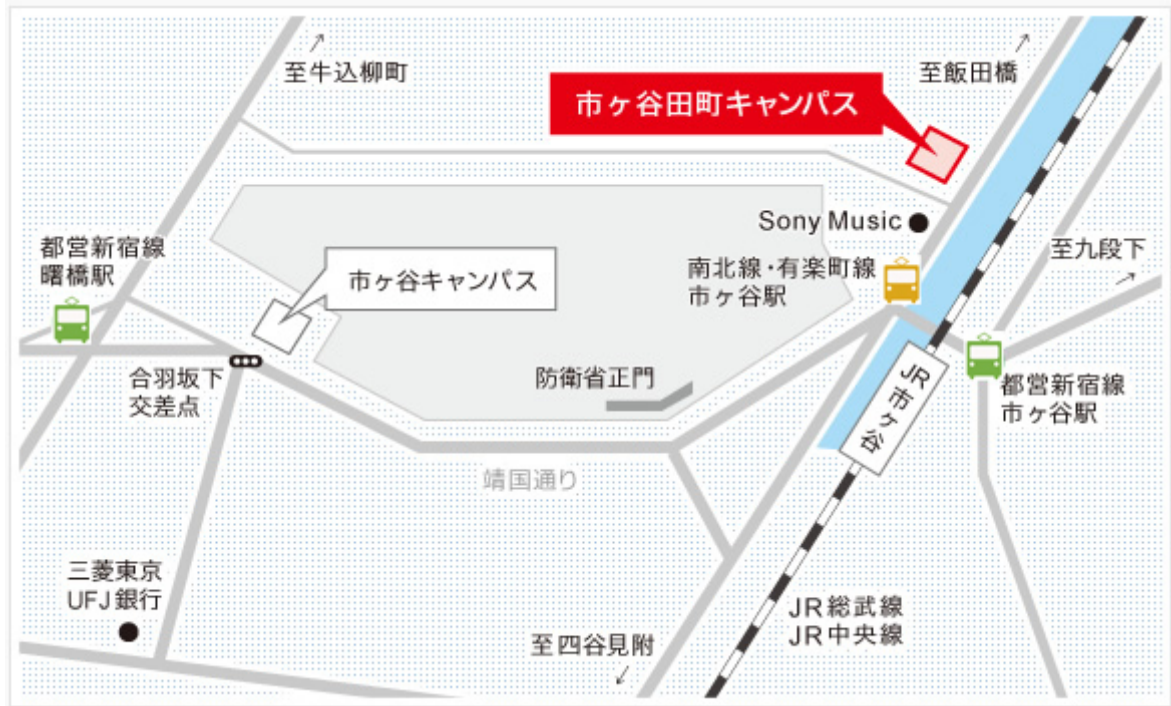 至牛込柳町
至飯田橋
市ヶ谷田町キャンパス
Sony Music
都営新宿線
曙橋駅
市ヶ谷キャンパス
南北線・有楽町線
市ヶ谷駅
至九段下
合羽坂下
交差点
防衛省正門
JR市ヶ谷
都営新宿線
市ヶ谷駅
靖国通り
三菱東京
UFJ銀行
JR総武線
JR中央線
至四谷見附